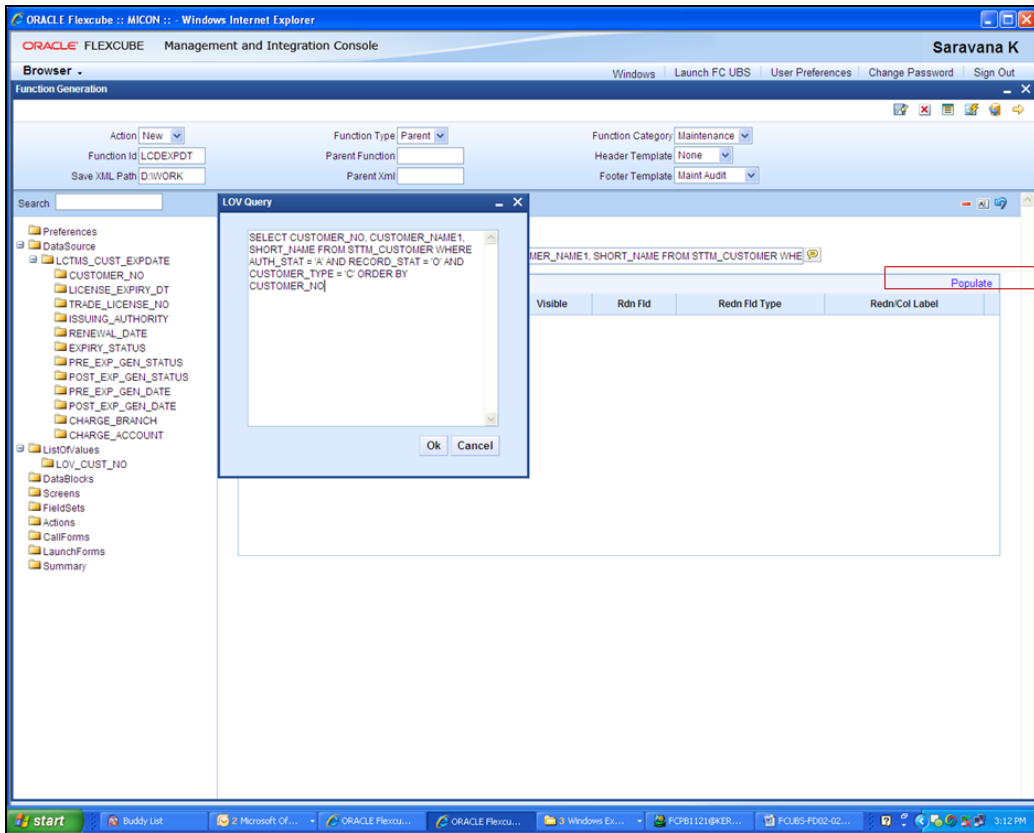 ORACLE Flexcube :: MICON :: - Windows Internet Explorer
ORACLE FLEXCUBE Management and Integration Console
Saravana K
Browser
Windows Launch FC UBS User Preferences Change Password Sign Out
Function Generation
Action New Function Type Parent Function Category Maintenance
Function Id LCDEXPDT Parent Function Header Template None
Save XML Path D:\WORK Parent Xml Footer Template Maint Audit
Search
LOV Query
Preferences
DataSource
LCTMS_CUST_EXPDATE
CUSTOMER_NO
LICENSE_EXPIRY_DT
TRADE_LICENSE_NO
ISSUING_AUTHORITY
RENEWAL_DATE
EXPIRY_STATUS
PRE_EXP_GEN_STATUS
POST_EXP_GEN_STATUS
PRE_EXP_GEN_DATE
POST_EXP_GEN_DATE
CHARGE_BRANCH
CHARGE_ACCOUNT
ListOfValues
LOV_CUST_NO
DataBlocks
Screens
FieldSets
Actions
CallForms
LaunchForms
Summary
SELECT CUSTOMER_NO, CUSTOMER_NAME1,
SHORT_NAME FROM STTM_CUSTOMER WHERE
AUTH_STAT = 'A' AND RECORD_STAT = 'O' AND
CUSTOMER_TYPE = 'C' ORDER BY
CUSTOMER_NO
Ok Cancel
MER_NAME1, SHORT_NAME FROM STTM_CUSTOMER WHE
Populate
Visible Rdn Fld Redn Fld Type Redn/Col Label
start Buddy List 2 Microsoft Of... ORACLE Flexcu... ORACLE Flexcu... 3 Windows Ex... FCPB1121@KER... FCUBS-FD02-02... 3:12 PM